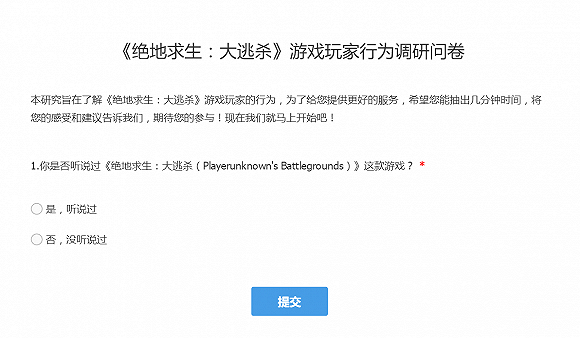 《绝地求生：大逃杀》游戏玩家行为调研问卷
本研究旨在了解《绝地求生：大逃杀》游戏玩家的行为，为了给您提供更好的服务，希望您能抽出几分钟时间，将
您的感受和建议告诉我们，期待您的参与！现在我们就马上开始吧！
1.你是否听说过《绝地求生：大逃杀（Playerunknown's Battlegrounds）》这款游戏？ *
是，听说过
否，没听说过
提交